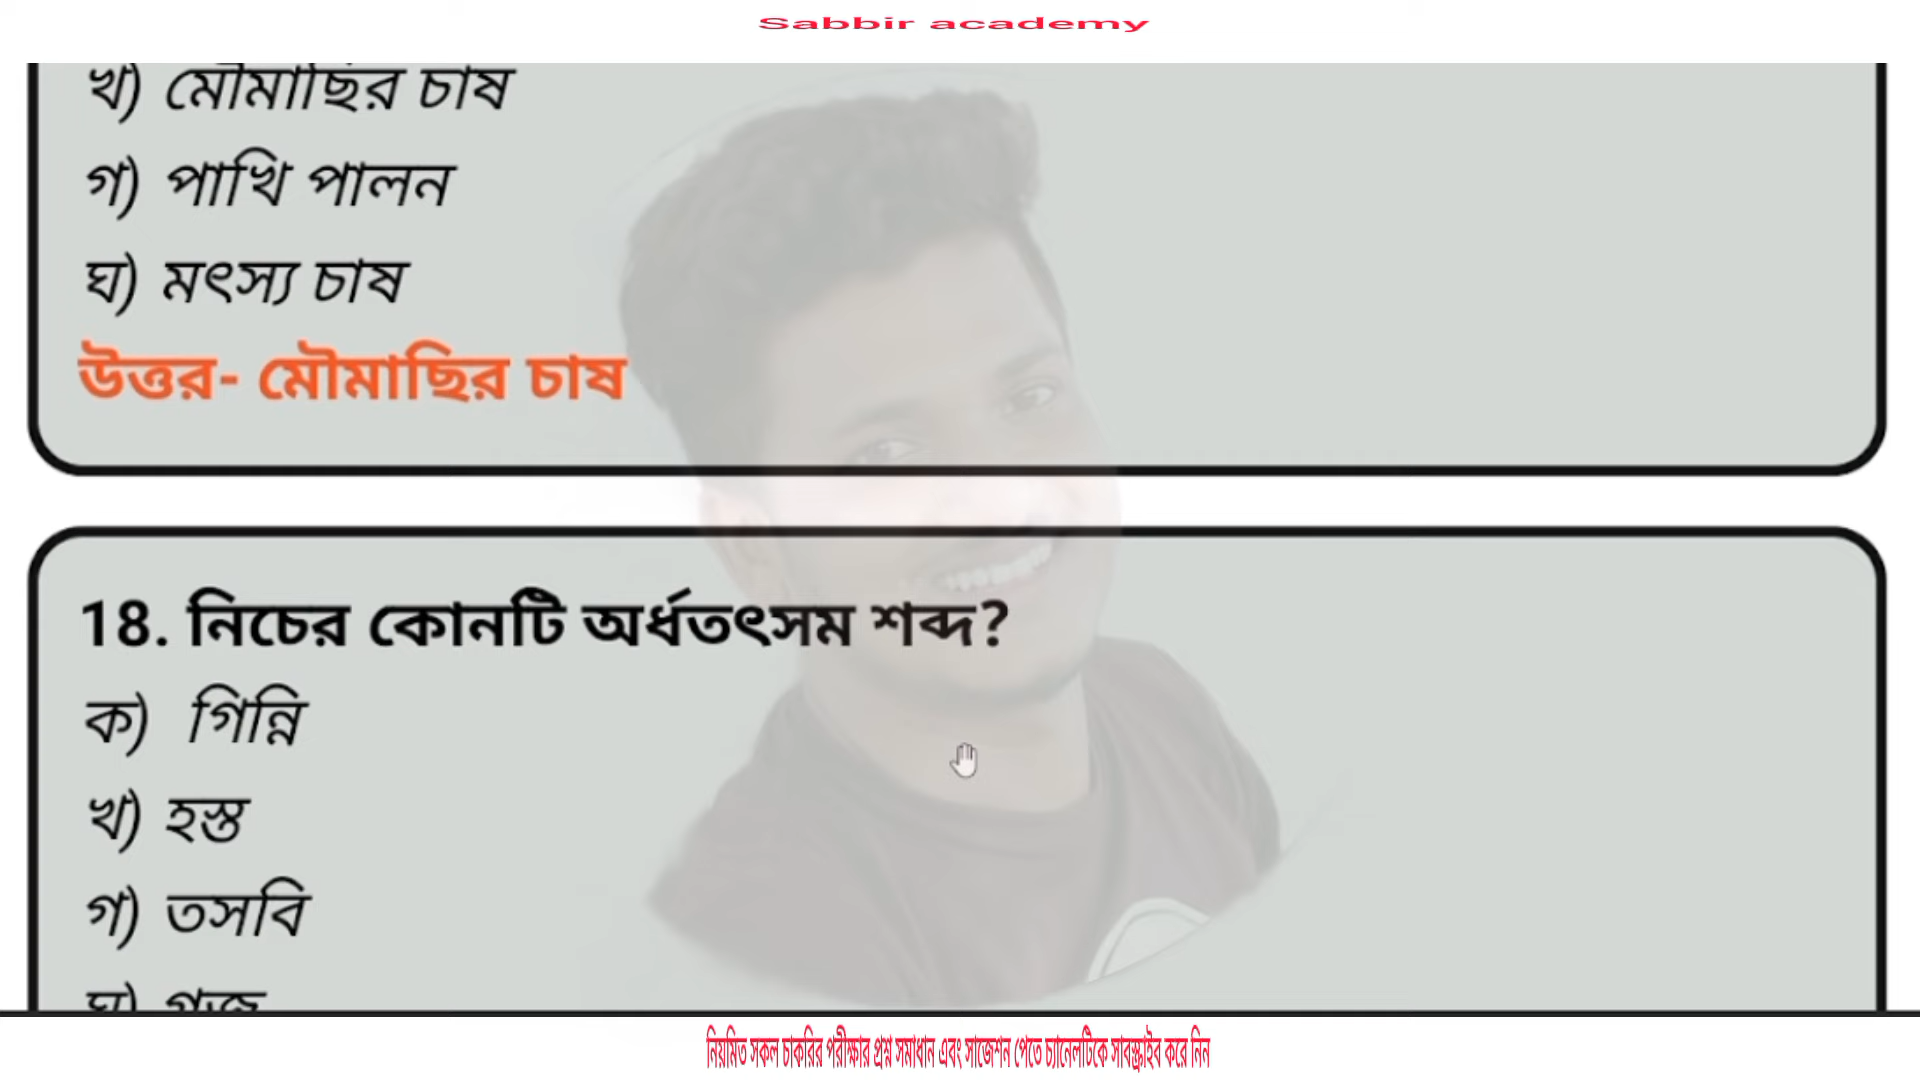 Sabbir academy
খ) মৌমাছির চাষ
গ) পাখি পালন
ঘ) মৎস্য চাষ
উত্তর- মৌমাছির চাষ
18. নিচের কোনটি অর্ধতৎসম শব্দ?
ক) গিন্নি
খ) হস্ত
গ) তসবি
ঘ)
নিয়মিত সকল চাকরির পরীক্ষার প্রশ্ন সমাধান এবং সাজেশন পেতে চ্যানেলটিকে সাবস্ক্রাইব করে নিন